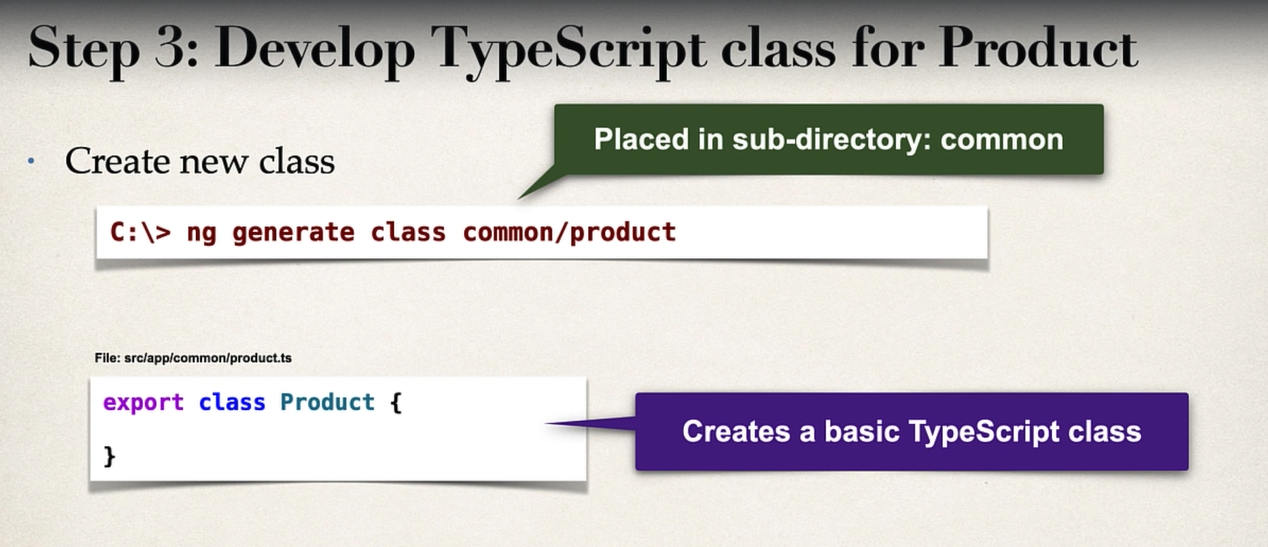 Step 3: Develop TypeScript class for Product
Placed in sub-directory: common
• Create new class
C:\> ng generate class common/product
File: src/app/common/product.ts
export class Product {
}
Creates a basic TypeScript class